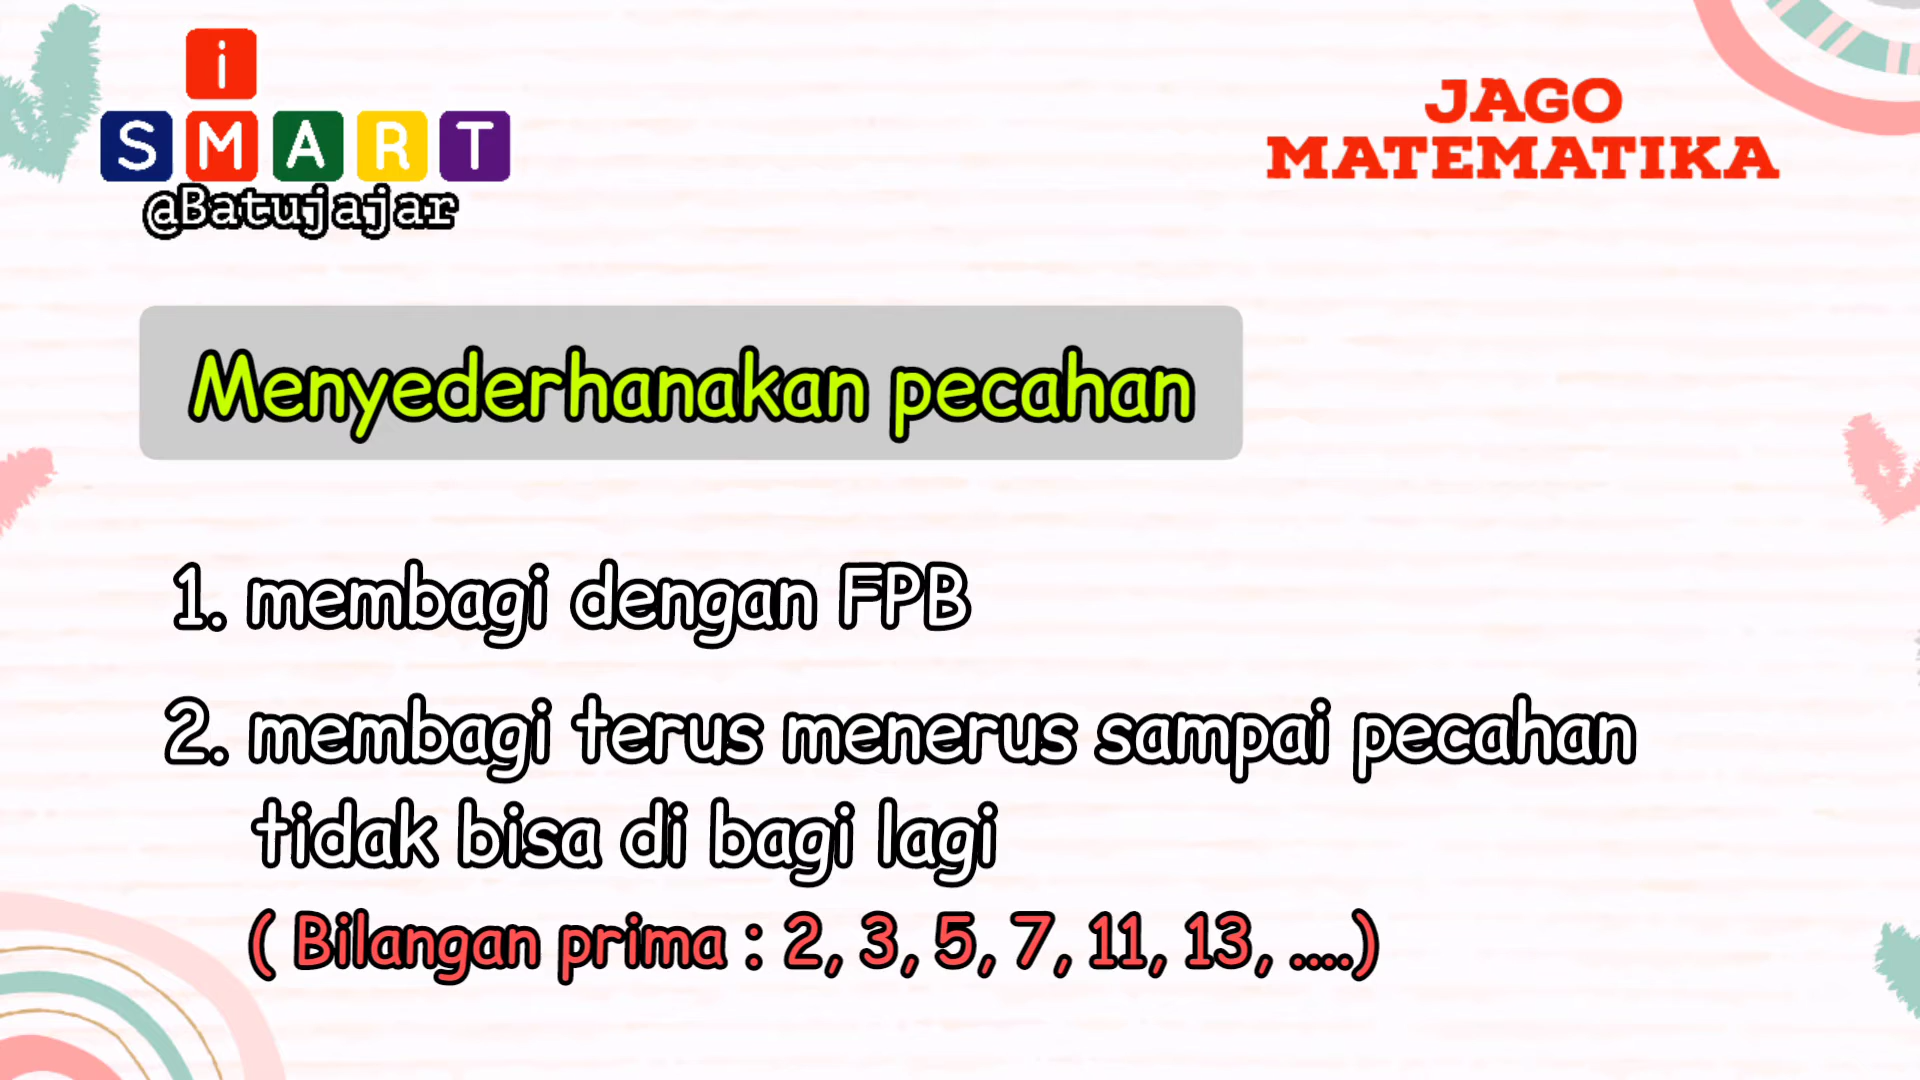 i
SMART
@Batujajar
JAGO
MATEMATIKA
Menyederhanakan pecahan
1. membagi dengan FPB
2. membagi terus menerus sampai pecahan
tidak bisa di bagi lagi
( Bilangan prima : 2, 3, 5, 7, 11, 13, ....)